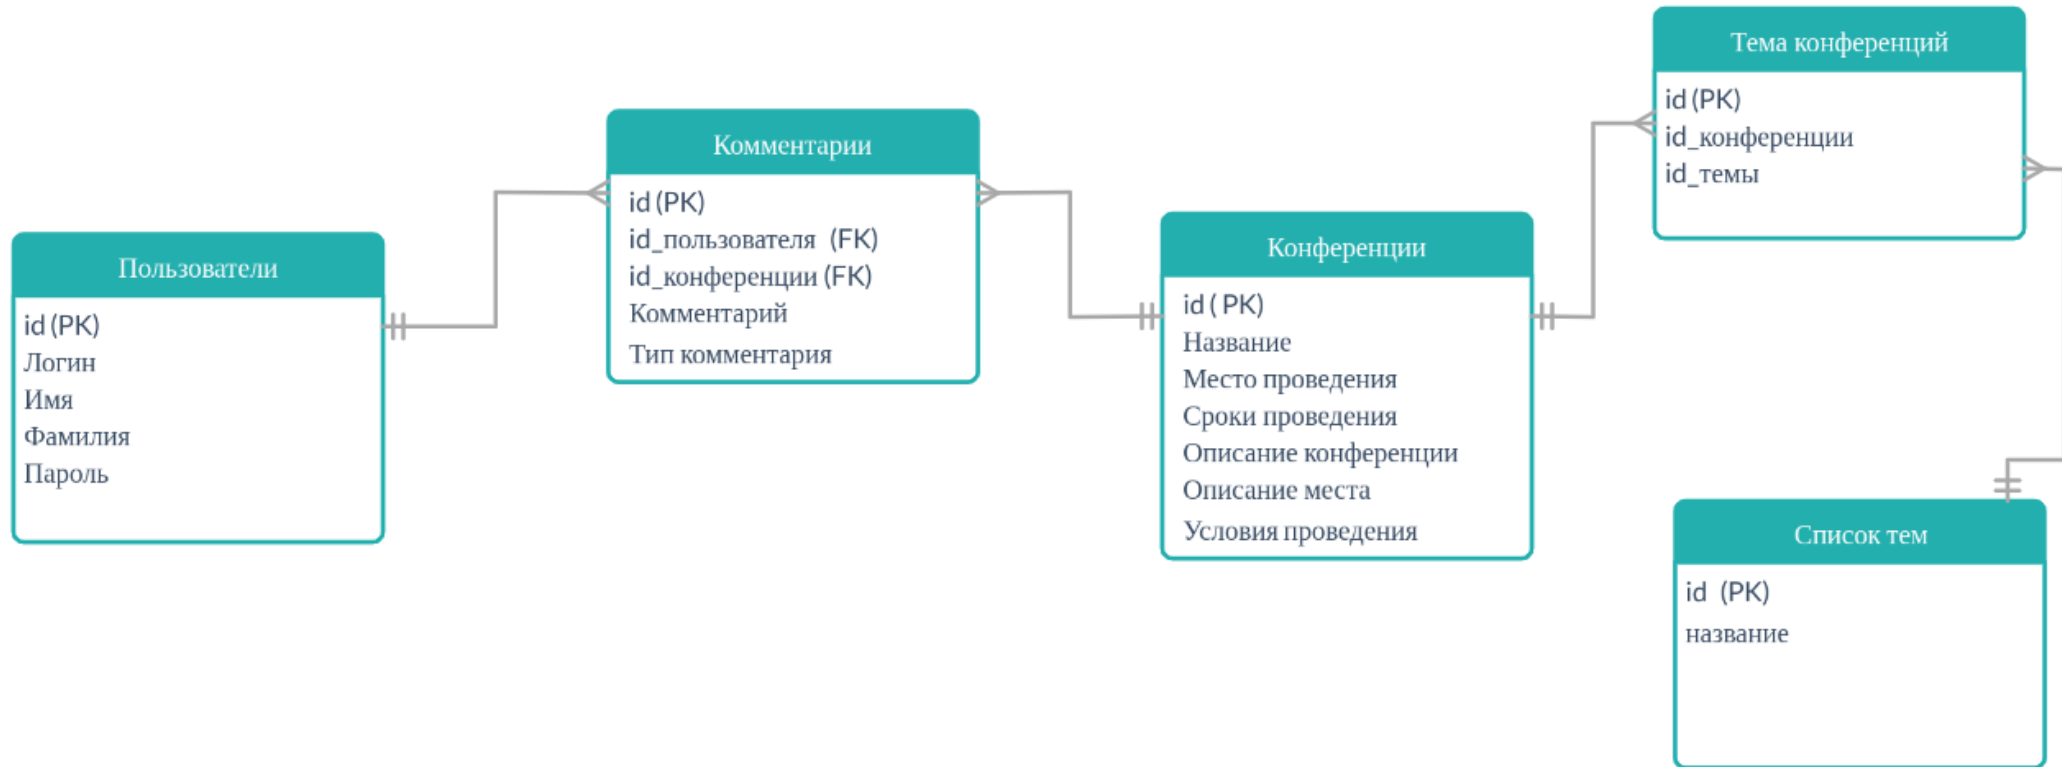 Пользователи
id (PK)
Логин
Имя
Фамилия
Пароль
Комментарии
id (PK)
id_пользователя (FK)
id_конференции (FK)
Комментарий
Тип комментария
Конференции
id ( PK)
Название
Место проведения
Сроки проведения
Описание конференции
Описание места
Условия проведения
Тема конференций
id (PK)
id_конференции
id_темы
Список тем
id (PK)
название